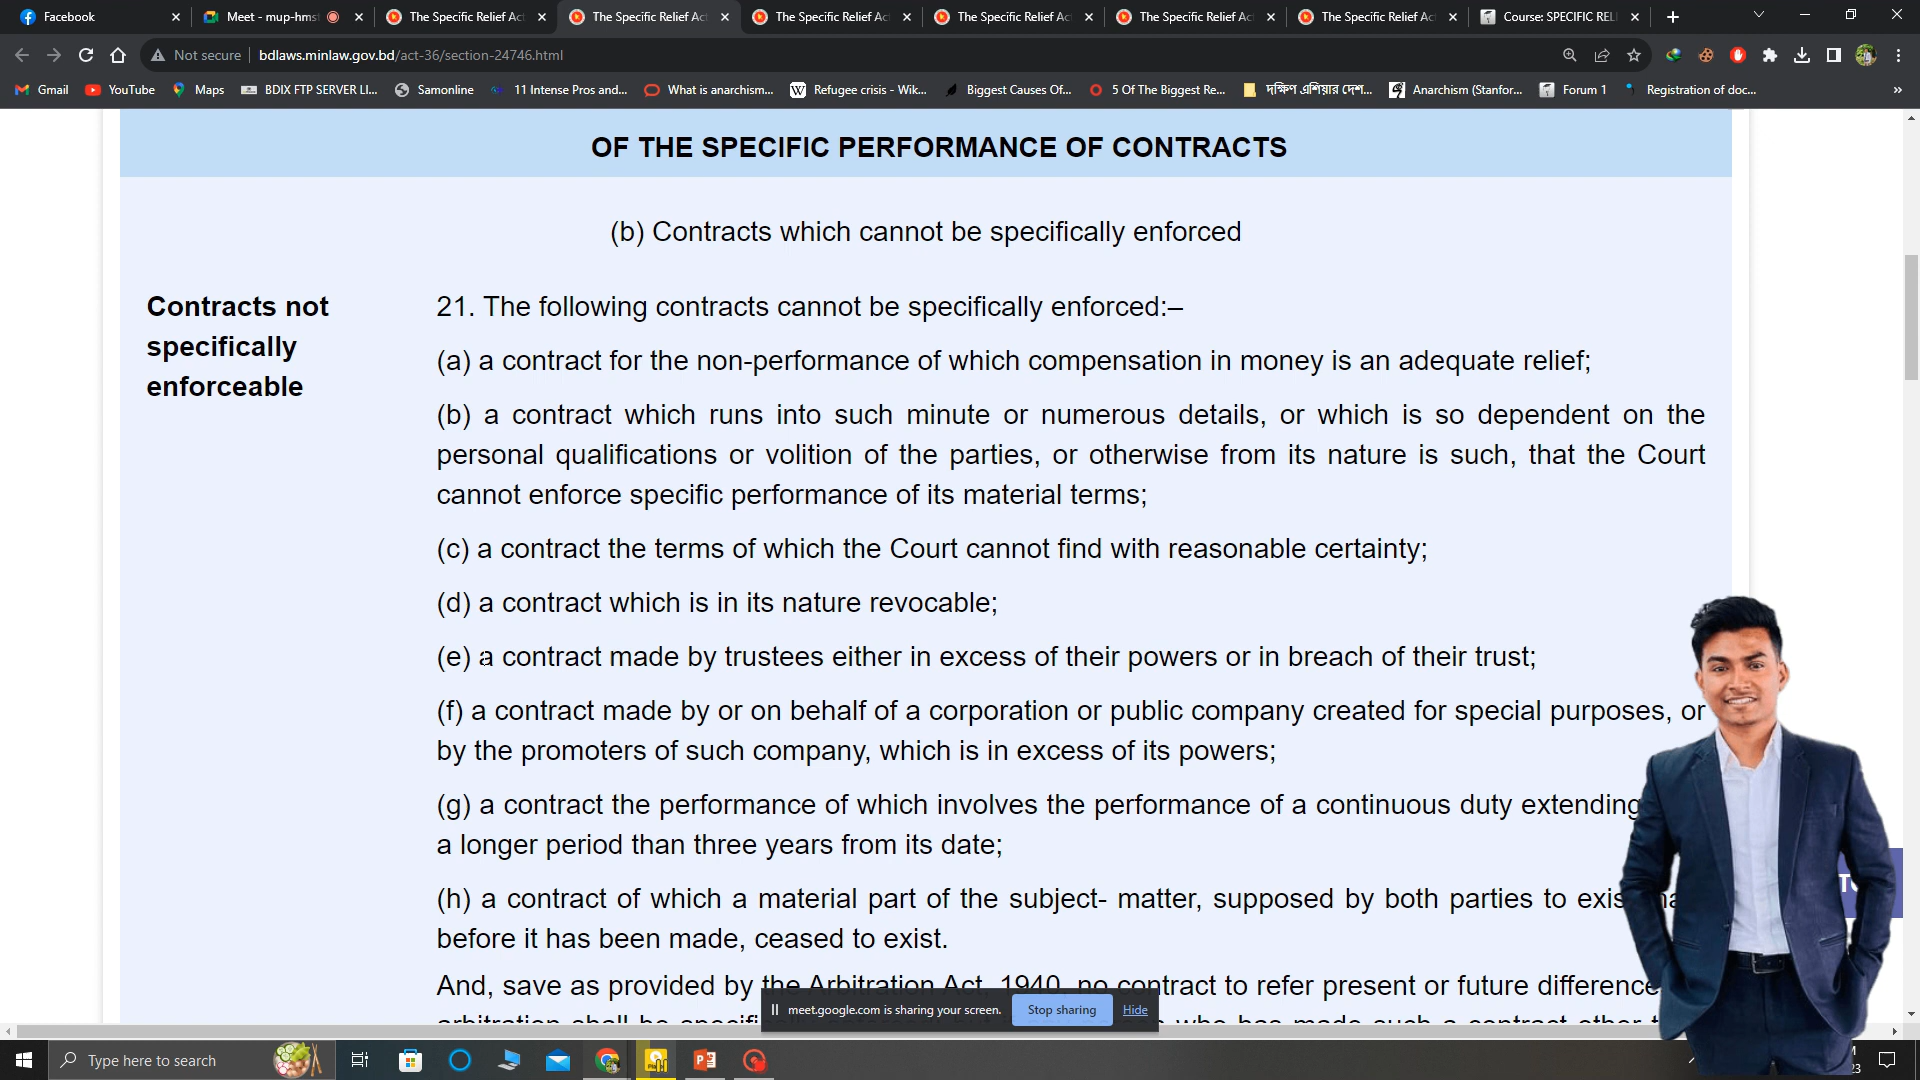 Facebook
Meet - mup-hms
The Specific Relief Act
The Specific Relief Act
The Specific Relief Act
The Specific Relief Act
The Specific Relief Act
The Specific Relief Act
Course: SPECIFIC REL
Not secure
bdlaws.minlaw.gov.bd/act-36/section-24746.html
Gmail
YouTube
Maps
BDIX FTP SERVER LI...
Samonline
11 Intense Pros and...
What is anarchism...
Refugee crisis - Wik...
Biggest Causes Of...
5 Of The Biggest Re...
দক্ষিণ এশিয়ার দেশ...
Anarchism (Stanfor...
Forum 1
Registration of doc...
OF THE SPECIFIC PERFORMANCE OF CONTRACTS
(b) Contracts which cannot be specifically enforced
Contracts not
specifically
enforceable
21. The following contracts cannot be specifically enforced:–
(a) a contract for the non-performance of which compensation in money is an adequate relief;
(b) a contract which runs into such minute or numerous details, or which is so dependent on the
personal qualifications or volition of the parties, or otherwise from its nature is such, that the Court
cannot enforce specific performance of its material terms;
(c) a contract the terms of which the Court cannot find with reasonable certainty;
(d) a contract which is in its nature revocable;
(e) a contract made by trustees either in excess of their powers or in breach of their trust;
(f) a contract made by or on behalf of a corporation or public company created for special purposes, or
by the promoters of such company, which is in excess of its powers;
(g) a contract the performance of which involves the performance of a continuous duty extending
a longer period than three years from its date;
(h) a contract of which a material part of the subject- matter, supposed by both parties to
before it has been made, ceased to exist.
And, save as provided by the Arbitration Act, 1940, no contract to refer present or future
meet.google.com is sharing your screen.
Stop sharing
Hide
Type here to search